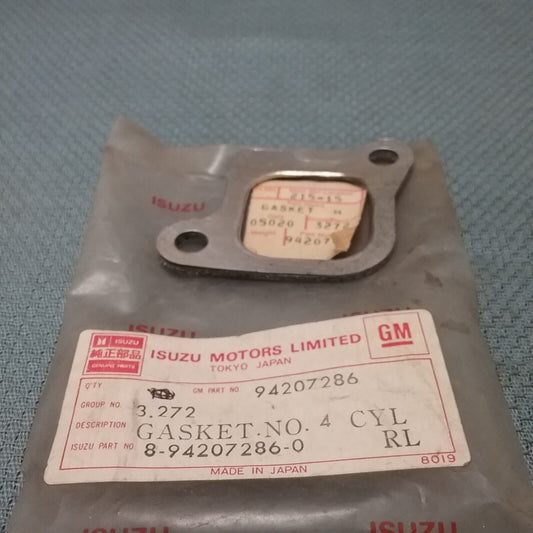 ISUZU
215-15
GASKET M
05020 3272
94207
ISUZU
ISUZU
純正部品
GENUINE PARTS
ISUZU MOTORS LIMITED
TOKYO JAPAN
GM
Q'TY
GM PART NO. 94207286
GROUP NO. 3.272
DESCRIPTION GASKET.NO. 4 CYL
ISUZU PART NO 8-94207286-0 RL
MADE IN JAPAN
8019
ISUZU
ISUZU